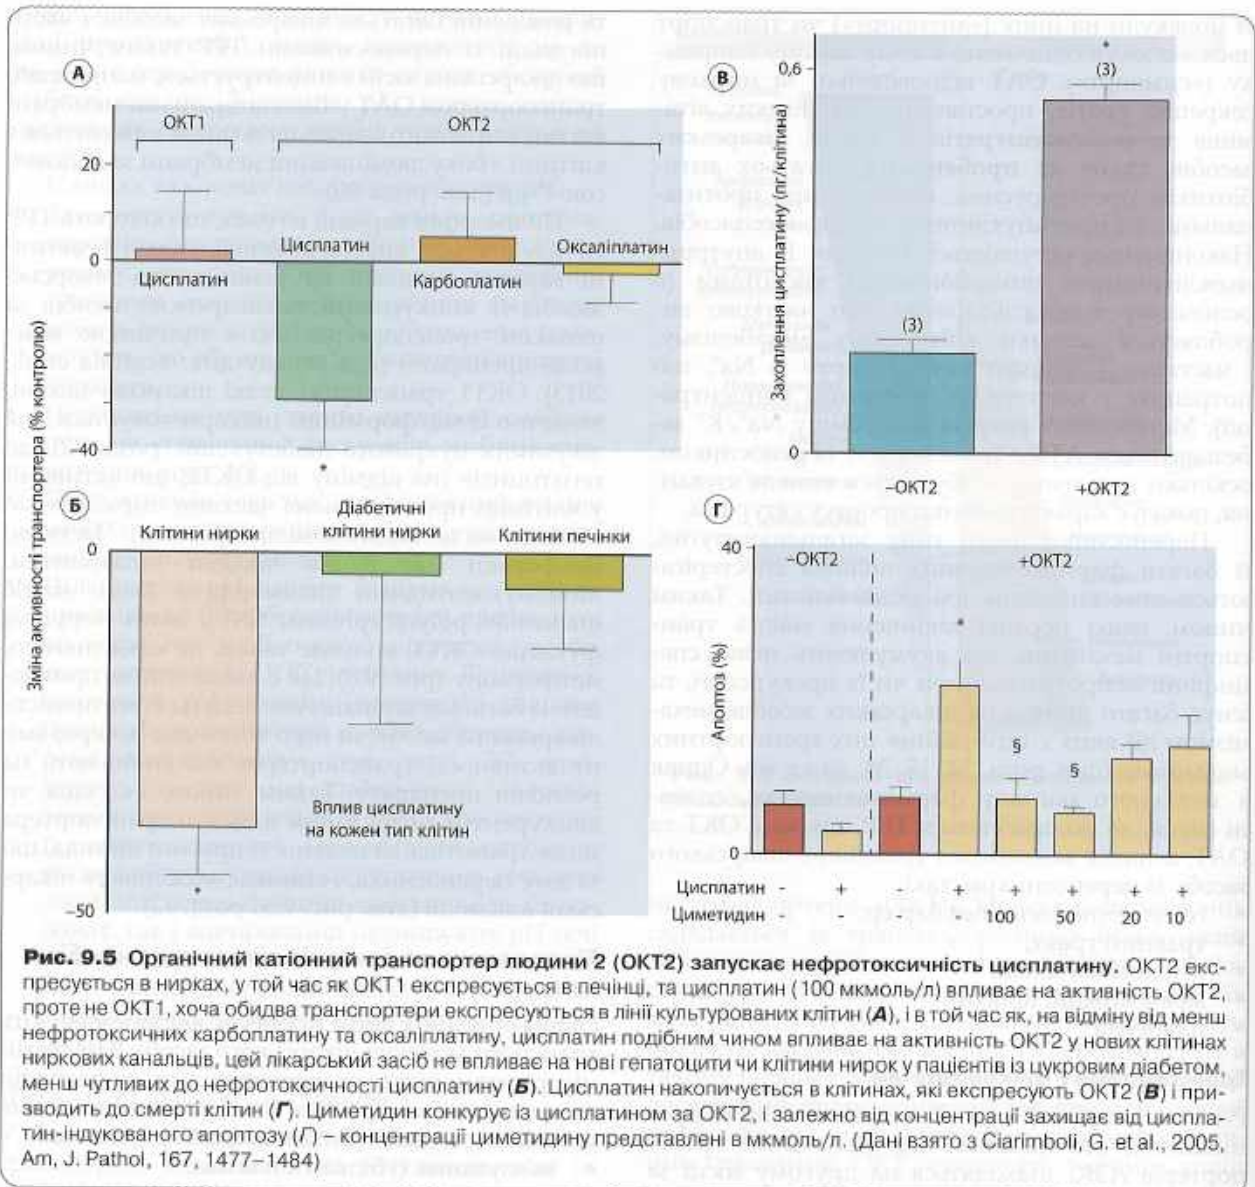 А
ОКТ1
ОКТ2
20
0
−40
Цисплатин
Цисплатин
Карбоплатин
Оксаліплатин
*
Зміна активності транспортера (% контролю)
Б
Клітини нирки
Діабетичні
клітини нирки
Клітини печінки
0
−50
Вплив цисплатину
на кожен тип клітин
*
В
0,6
0
Захоплення цисплатину (пг/клітина)
(3)
*
(3)
−ОКТ2
+ОКТ2
Г
40
0
Апоптоз (%)
−ОКТ2
+ОКТ2
*
§
§
Цисплатин - + - + + + + +
Циметидин - - - - 100 50 20 10
Рис. 9.5 Органічний катіонний транспортер людини 2 (ОКТ2) запускає нефротоксичність цисплатину. ОКТ2 екс-
пресується в нирках, у той час як ОКТ1 експресується в печінці, та цисплатин (100 мкмоль/л) впливає на активність ОКТ2,
проте не ОКТ1, хоча обидва транспортери експресуються в лінії культурованих клітин (А), і в той час як, на відміну від менш
нефротоксичних карбоплатину та оксаліплатину, цисплатин подібним чином впливає на активність ОКТ2 у нових клітинах
ниркових канальців, цей лікарський засіб не впливає на нові гепатоцити чи клітини нирок у пацієнтів із цукровим діабетом,
менш чутливих до нефротоксичності цисплатину (Б). Цисплатин накопичується в клітинах, які експресують ОКТ2 (В) і при-
зводить до смерті клітин (Г). Циметидин конкурує із цисплатином за ОКТ2, і залежно від концентрації захищає від циспла-
тин-індукованого апоптозу (Г) – концентрації циметидину представлені в мкмоль/л. (Дані взято з Ciarimboli, G. et al., 2005,
Am, J. Pathol, 167, 1477–1484)